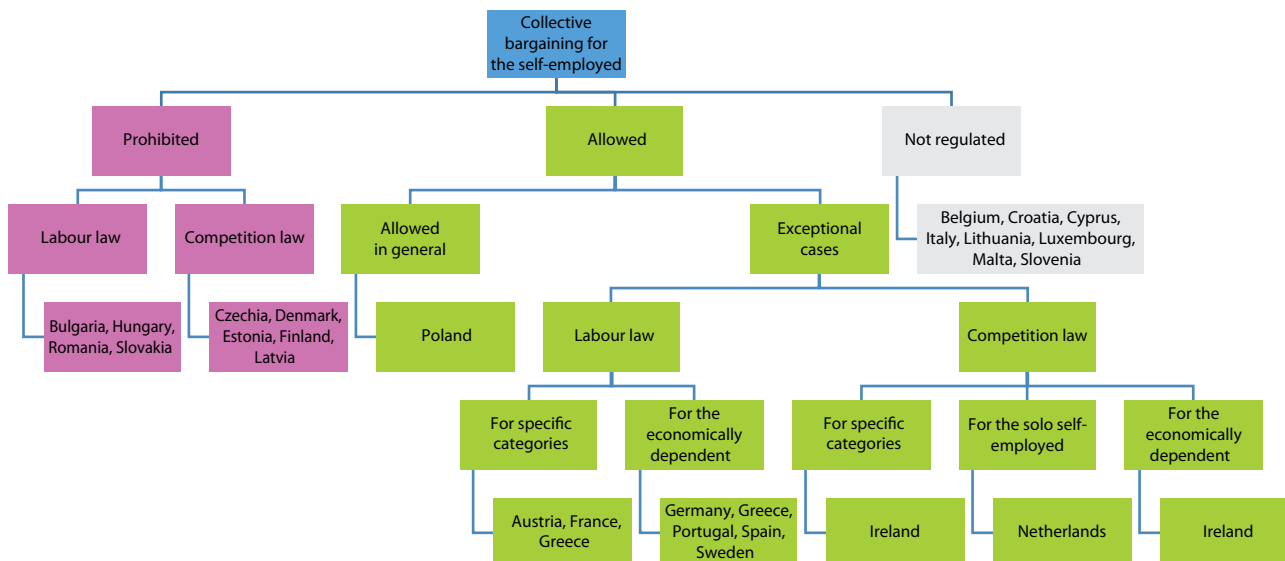 Collective
bargaining for
the self-employed
Prohibited
Allowed
Not regulated
Labour law
Competition law
Allowed
in general
Exceptional
cases
Belgium, Croatia, Cyprus,
Italy, Lithuania, Luxembourg,
Malta, Slovenia
Bulgaria, Hungary,
Romania, Slovakia
Czechia, Denmark,
Estonia, Finland,
Latvia
Poland
Labour law
Competition law
For specific
categories
For the
economically
dependent
For specific
categories
For the solo self-
employed
For the
economically
dependent
Austria, France,
Greece
Germany, Greece,
Portugal, Spain,
Sweden
Ireland
Netherlands
Ireland